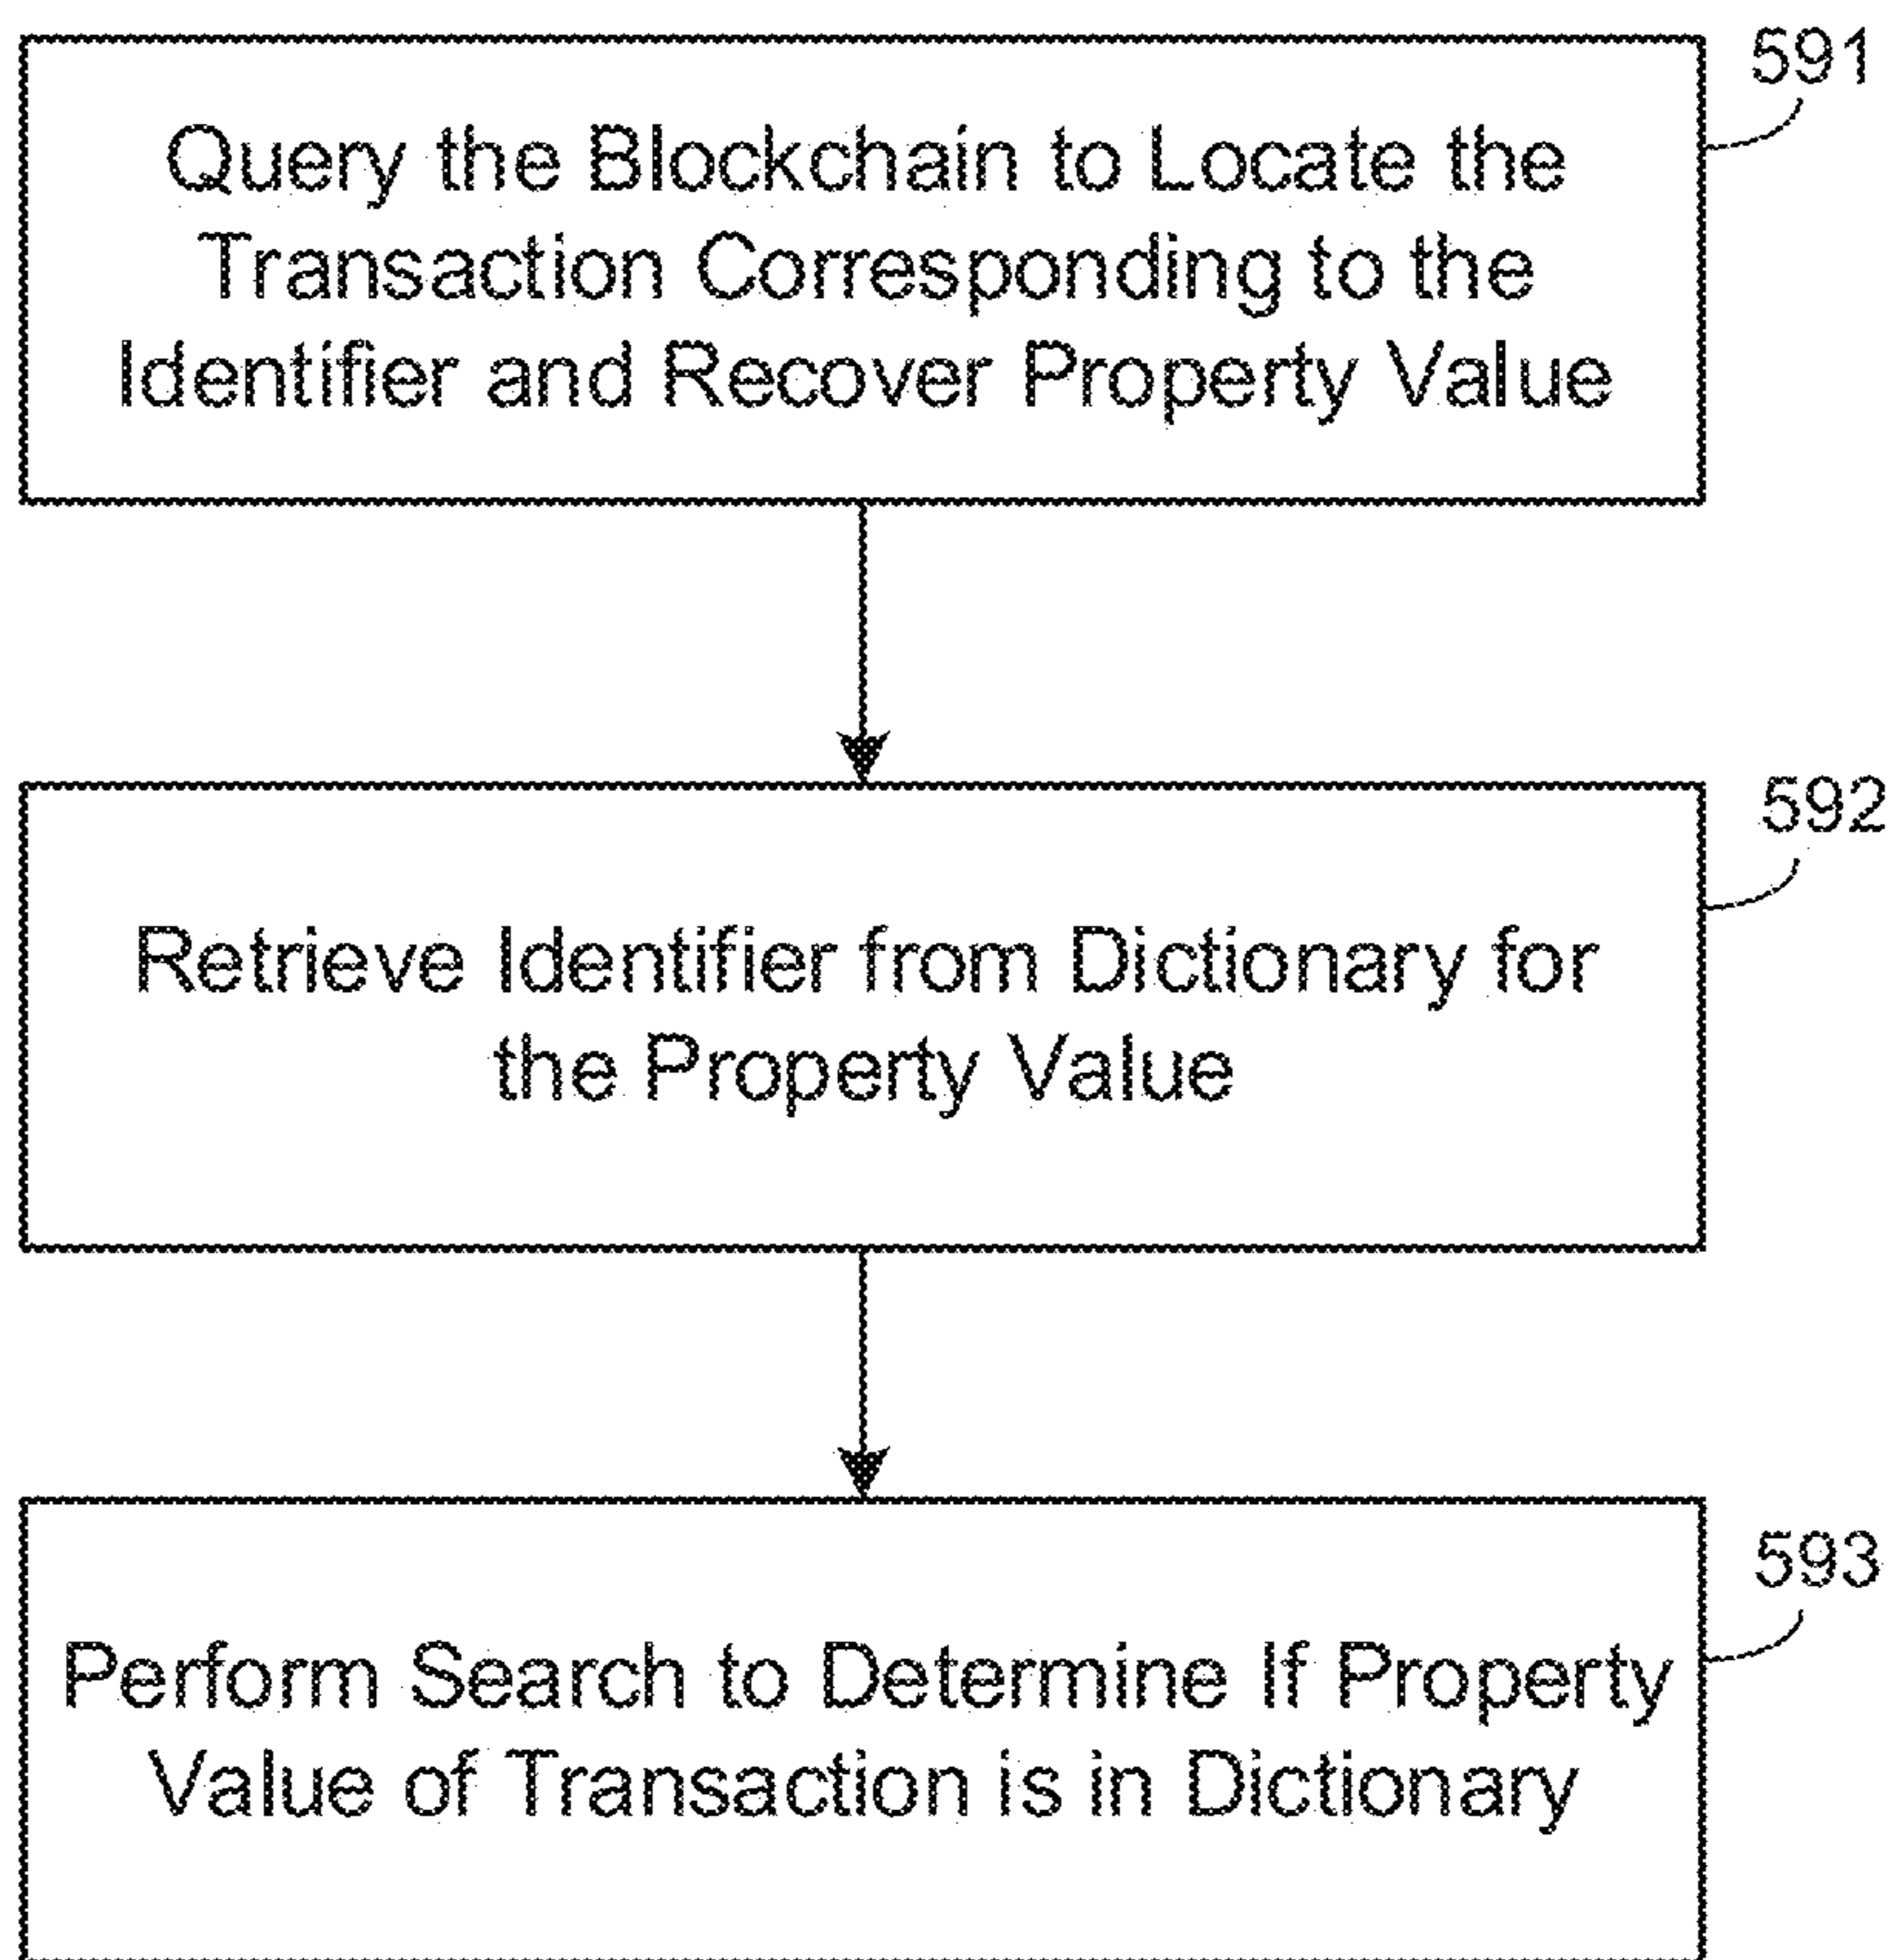 591
Query the Blockchain to Locate the
Transaction Corresponding to the
Identifier and Recover Property Value
592
Retrieve Identifier from Dictionary for
the Property Value
593
Perform Search to Determine If Property
Value of Transaction is in Dictionary